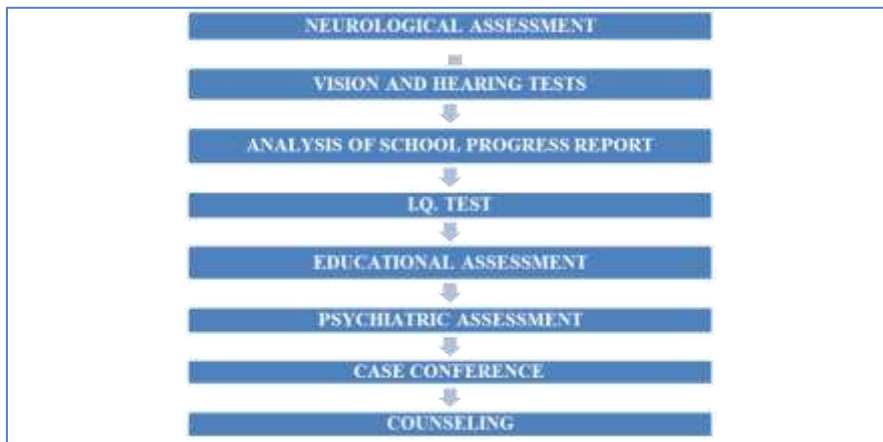 NEUROLOGICAL ASSESSMENT
VISION AND HEARING TESTS
ANALYSIS OF SCHOOL PROGRESS REPORT
I.Q. TEST
EDUCATIONAL ASSESSMENT
PSYCHIATRIC ASSESSMENT
CASE CONFERENCE
COUNSELING